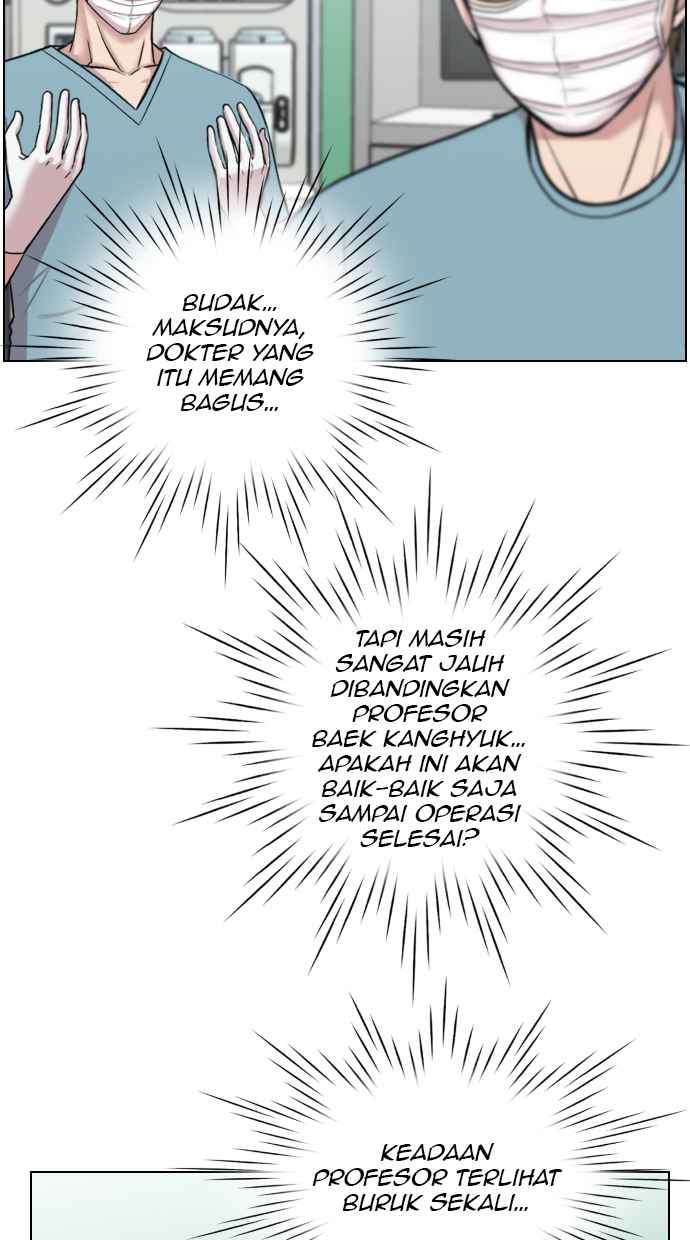 BUDAK...
MAKSUDNYA,
DOKTER YANG
ITU MEMANG
BAGUS...
TAPI MASIH
SANGAT JAUH
DIBANDINGKAN
PROFESOR
BAEK KANGHYUK...
APAKAH INI AKAN
BAIK-BAIK SAJA
SAMPAI OPERASI
SELESAI?
KEADAAN
PROFESOR TERLIHAT
BURUK SEKALI...